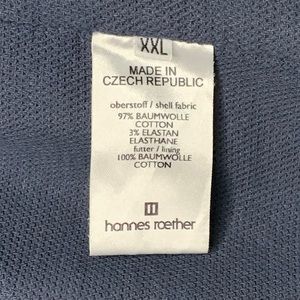 XXL
MADE IN
CZECH REPUBLIC
oberstoff / shell fabric
97% BAUMWOLLE
COTTON
3% ELASTAN
ELASTHANE
futter / lining
100% BAUMWOLLE
COTTON
hannes rœther